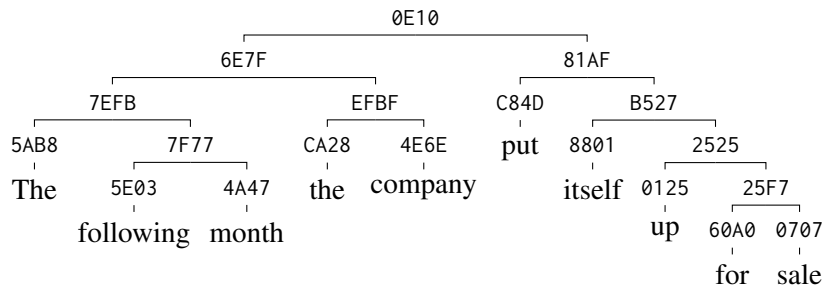 0E10
6E7F 81AF
7EFB EFBF C84D B527
5AB8 7F77 CA28 4E6E put 8801 2525
The 5E03 4A47 the company itself 0125 25F7
following month up 60A0 0707
for sale